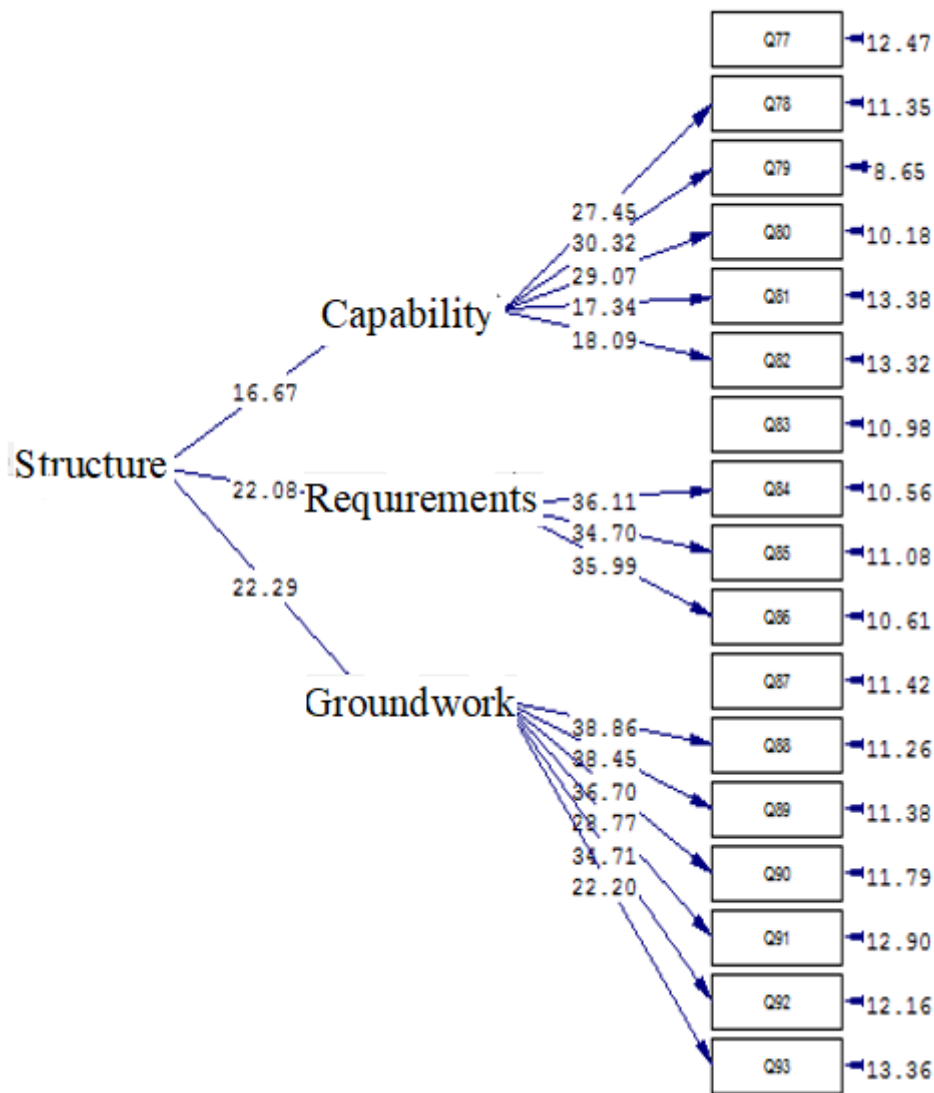 Q77 12.47
Q78 11.35
Q79 8.65
27.45
30.32
Q80 10.18
29.07
Capability
17.34
Q81 13.38
18.09
Q82 13.32
16.67
Q83 10.98
Structure
22.08
Requirements
36.11
Q84 10.56
34.70
Q85 11.08
35.99
22.29
Q86 10.61
Q87 11.42
Groundwork
38.86
Q88 11.26
38.45
36.70
Q89 11.38
28.77
34.71
Q90 11.79
22.20
Q91 12.90
Q92 12.16
Q93 13.36